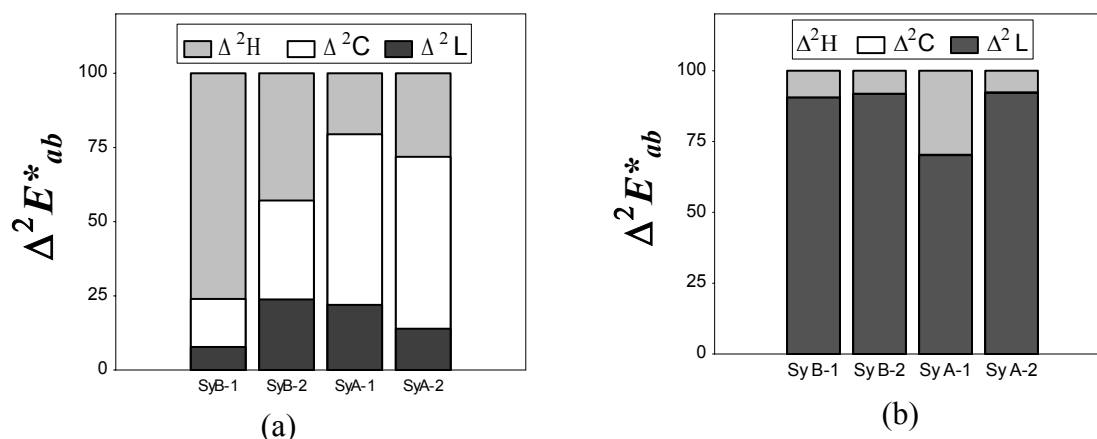 Δ²H Δ²C Δ²L
100
75
50
25
0
Δ²E*ab
SyB-1 SyB-2 SyA-1 SyA-2
(a)
Δ²H Δ²C Δ²L
100
75
50
25
0
Δ²E*ab
Sy B-1 Sy B-2 Sy A-1 Sy A-2
(b)